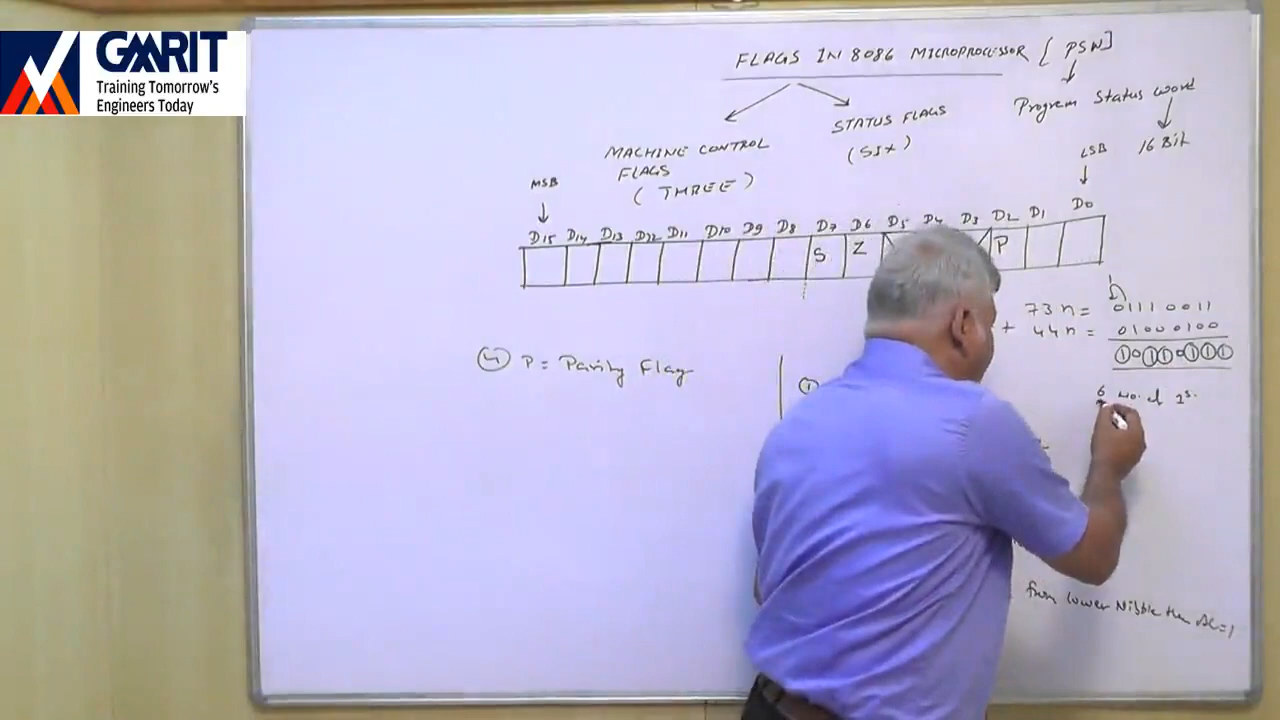 GMRIT
Training Tomorrow's
Engineers Today
FLAGS IN 8086 MICROPROCESSOR [ PSW]
Program Status Word
16 Bit
MACHINE CONTROL
FLAGS
( THREE )
STATUS FLAGS
(SIX)
MSB
LSB
D15 D14 D13 D12 D11 D10 D9 D8 D7 D6 D5 D4 D3 D2 D1 D0
S Z P
73H = 01110011
+ 44H = 01000100
10110111
6 no. of 1s.
4 P = Parity Flag
1
from lower Nibble then AC=1